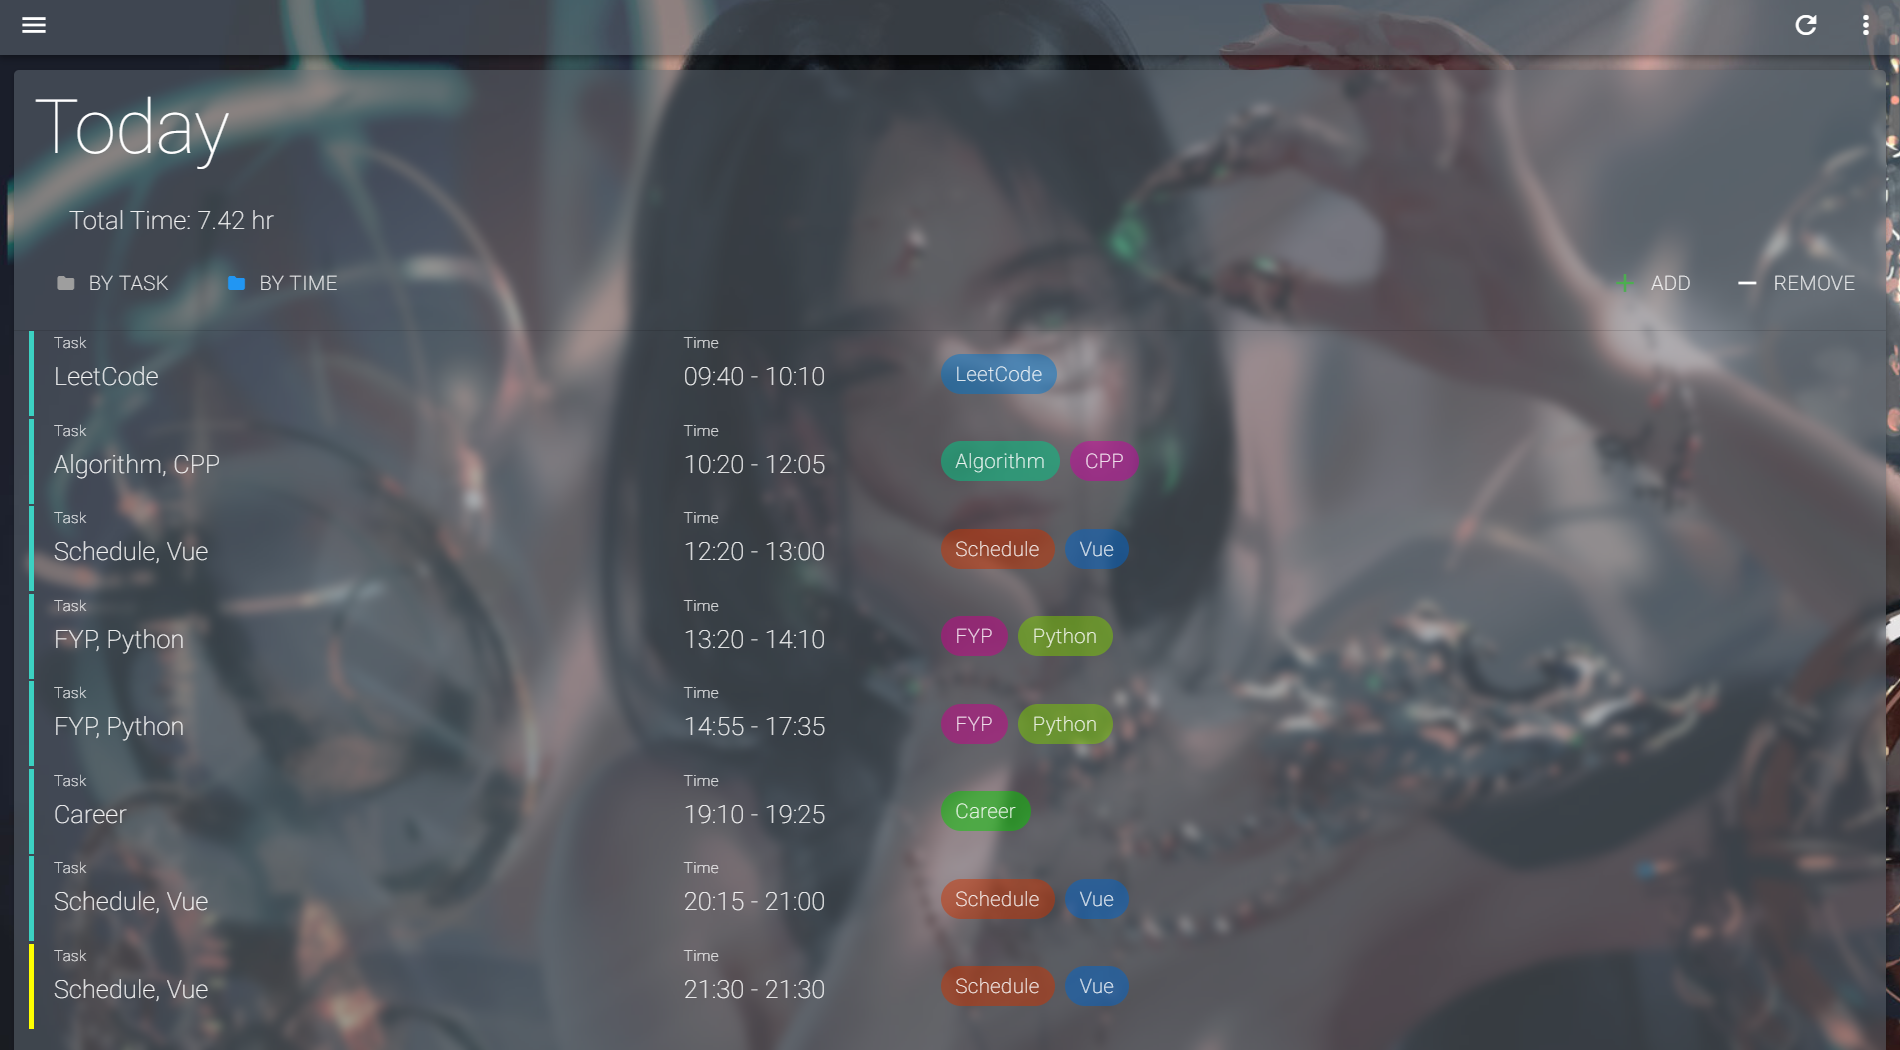 Today
Total Time: 7.42 hr
BY TASK BY TIME ADD REMOVE
Task Time
LeetCode 09:40 - 10:10 LeetCode
Task Time
Algorithm, CPP 10:20 - 12:05 Algorithm CPP
Task Time
Schedule, Vue 12:20 - 13:00 Schedule Vue
Task Time
FYP, Python 13:20 - 14:10 FYP Python
Task Time
FYP, Python 14:55 - 17:35 FYP Python
Task Time
Career 19:10 - 19:25 Career
Task Time
Schedule, Vue 20:15 - 21:00 Schedule Vue
Task Time
Schedule, Vue 21:30 - 21:30 Schedule Vue